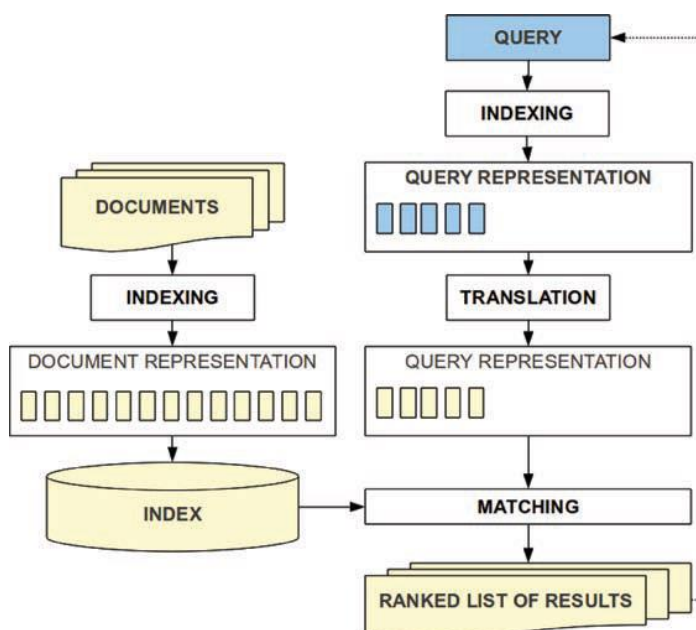 QUERY
INDEXING
QUERY REPRESENTATION
DOCUMENTS
INDEXING
TRANSLATION
DOCUMENT REPRESENTATION
QUERY REPRESENTATION
INDEX
MATCHING
RANKED LIST OF RESULTS